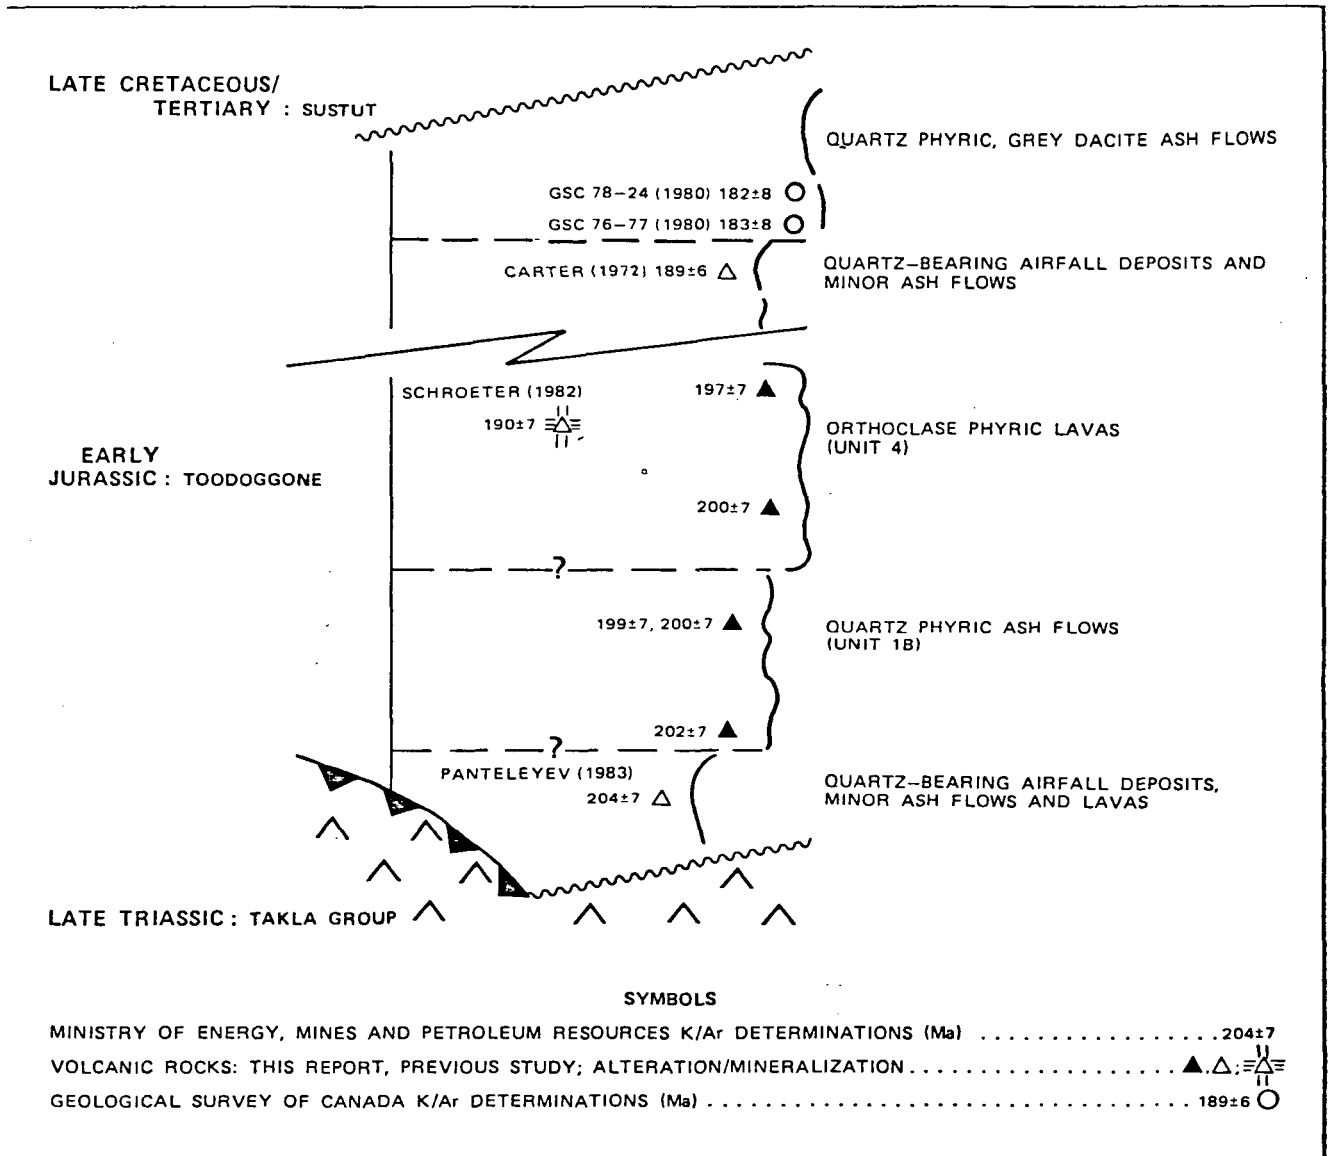 LATE CRETACEOUS/
TERTIARY : SUSTUT
QUARTZ PHYRIC, GREY DACITE ASH FLOWS
GSC 78-24 (1980) 182±8
GSC 76-77 (1980) 183±8
CARTER (1972) 189±6
QUARTZ-BEARING AIRFALL DEPOSITS AND
MINOR ASH FLOWS
SCHROETER (1982)
197±7
190±7
ORTHOCLASE PHYRIC LAVAS
(UNIT 4)
EARLY
JURASSIC : TOODOGGONE
200±7
?
199±7, 200±7
QUARTZ PHYRIC ASH FLOWS
(UNIT 1B)
202±7
?
PANTELEYEV (1983)
204±7
QUARTZ-BEARING AIRFALL DEPOSITS,
MINOR ASH FLOWS AND LAVAS
LATE TRIASSIC : TAKLA GROUP
SYMBOLS
MINISTRY OF ENERGY, MINES AND PETROLEUM RESOURCES K/Ar DETERMINATIONS (Ma) .................204±7
VOLCANIC ROCKS: THIS REPORT, PREVIOUS STUDY; ALTERATION/MINERALIZATION.......................▲,△;△
GEOLOGICAL SURVEY OF CANADA K/Ar DETERMINATIONS (Ma) .................................... 189±6 ○